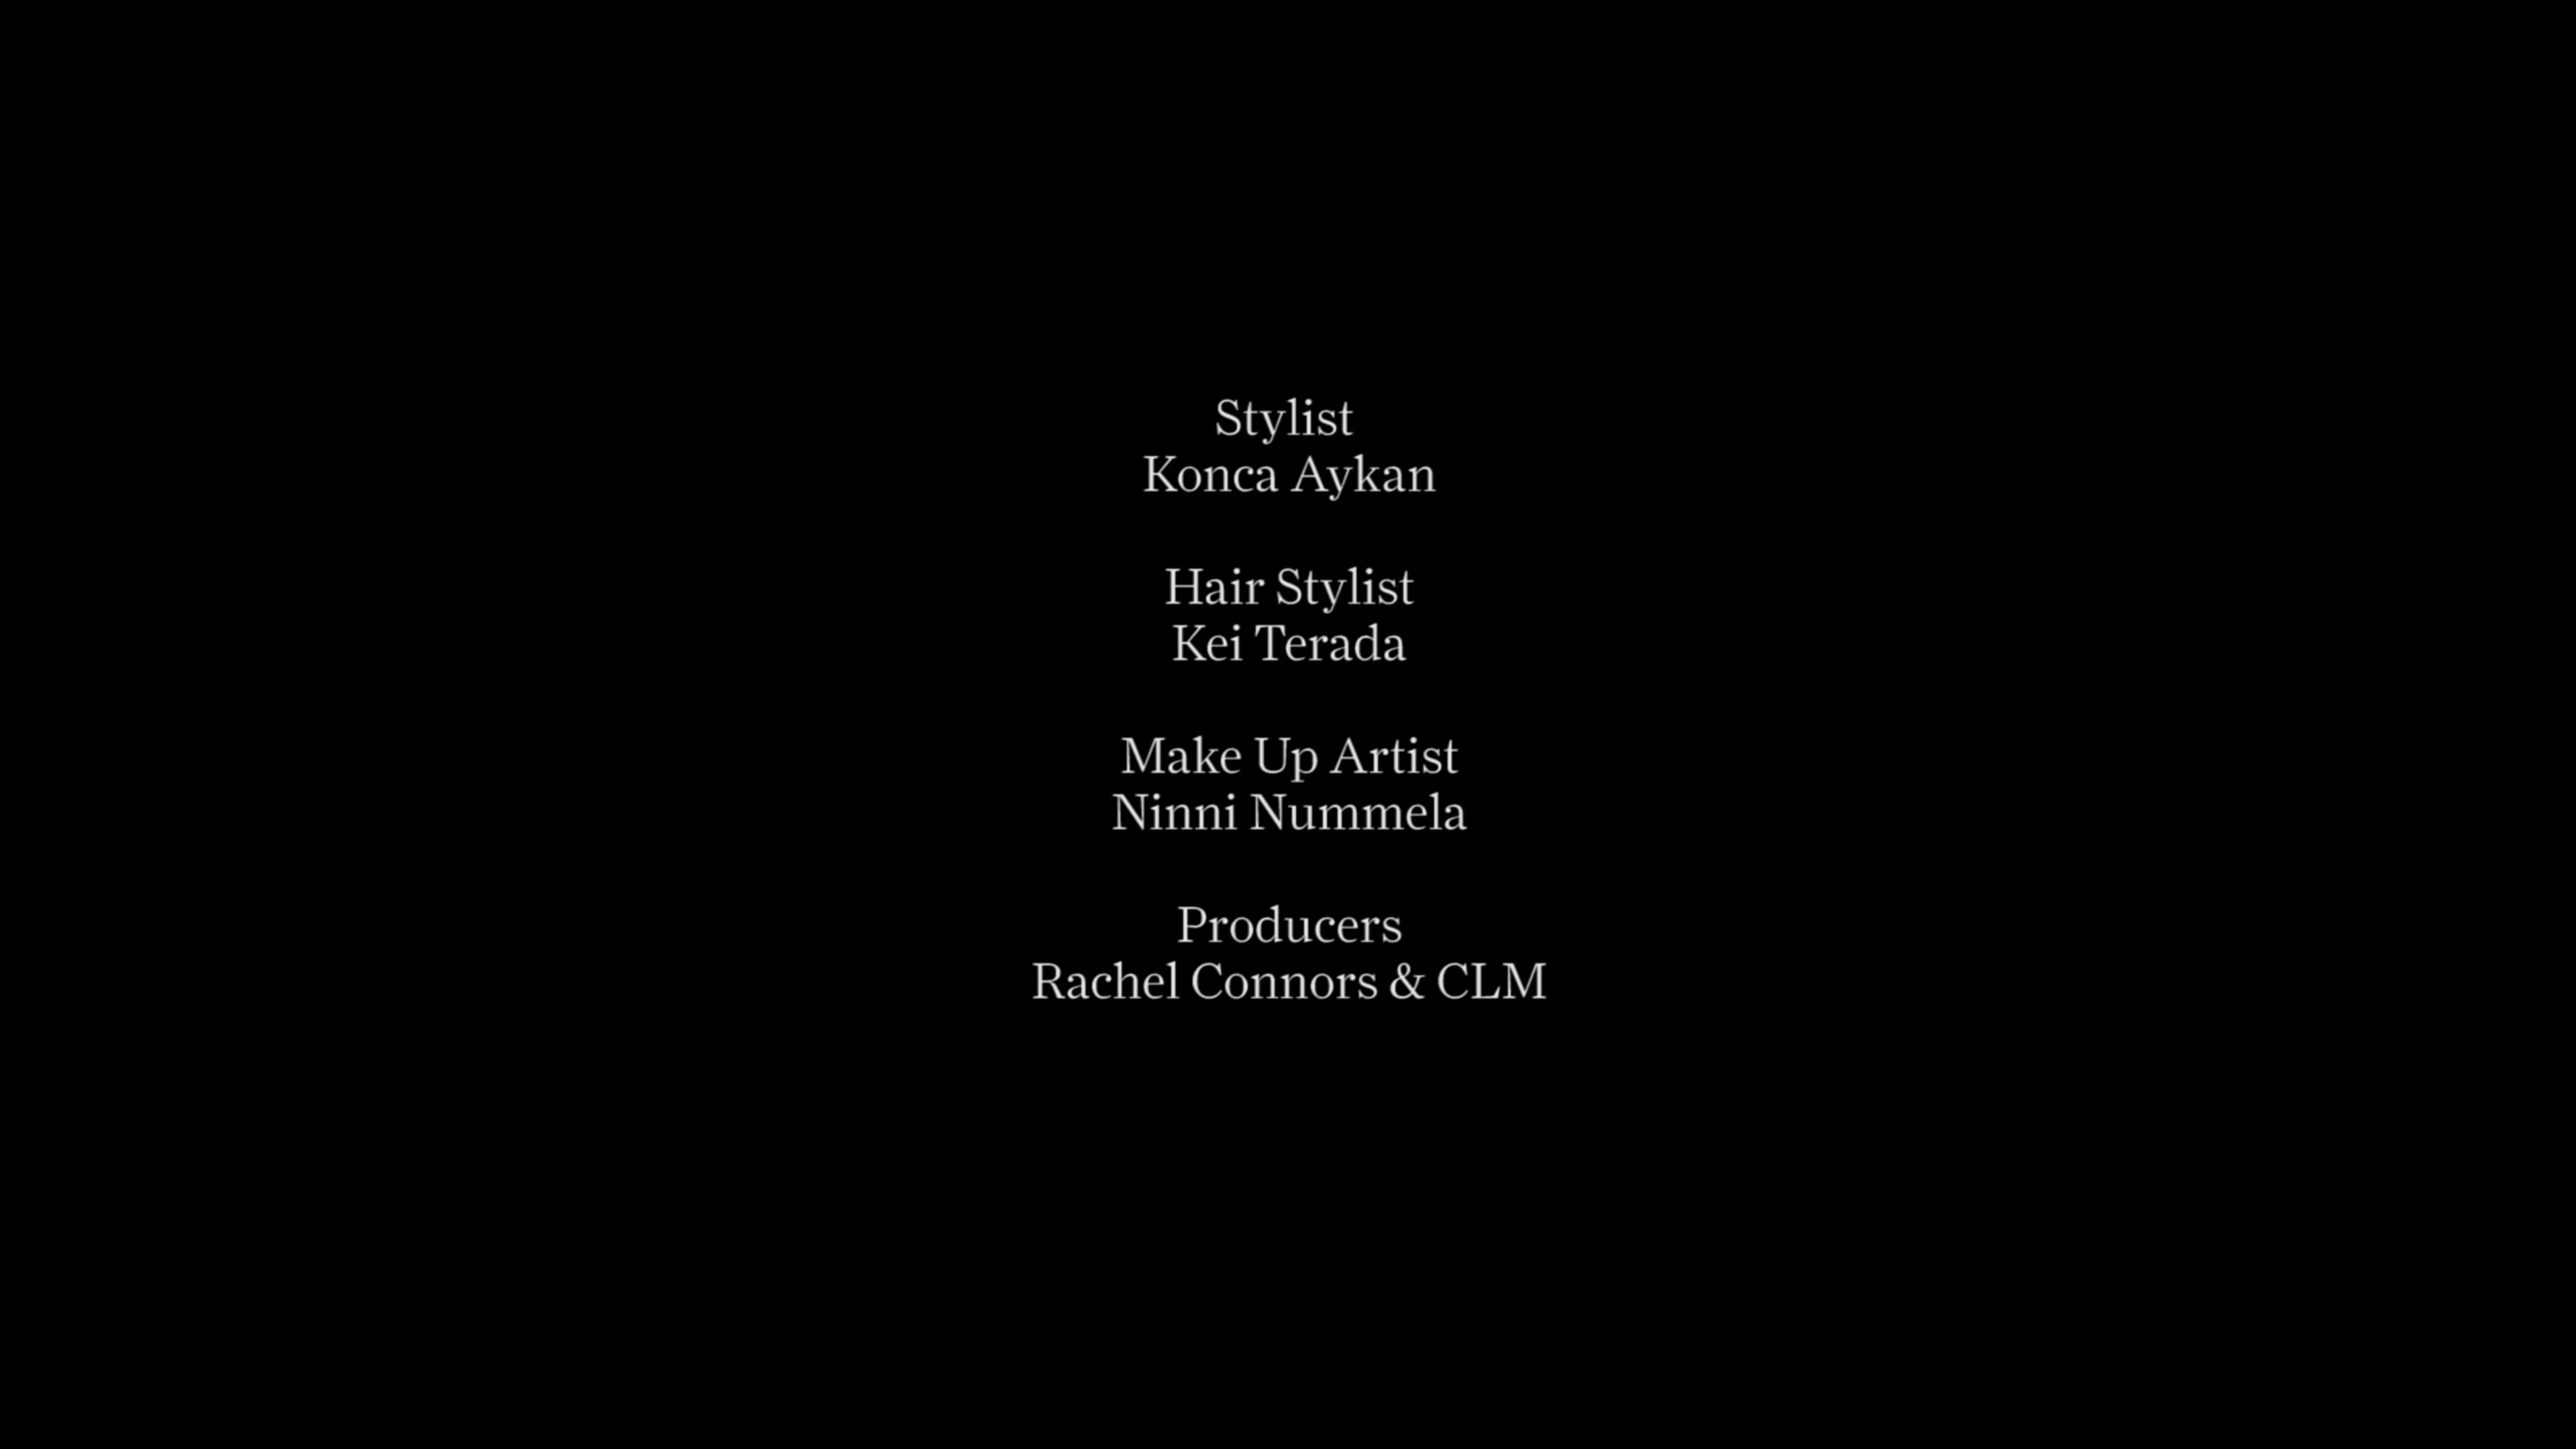 Stylist
Konca Aykan
Hair Stylist
Kei Terada
Make Up Artist
Ninni Nummela
Producers
Rachel Connors & CLM